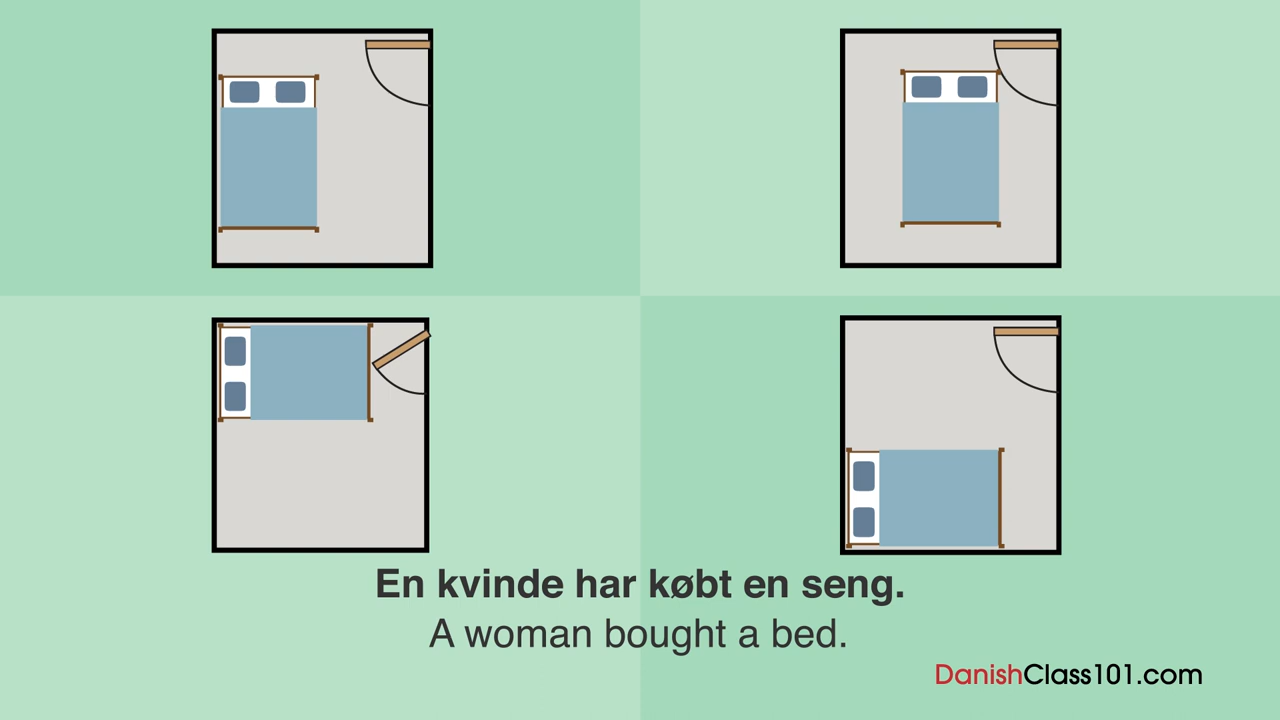 En kvinde har købt en seng.
A woman bought a bed.
DanishClass101.com